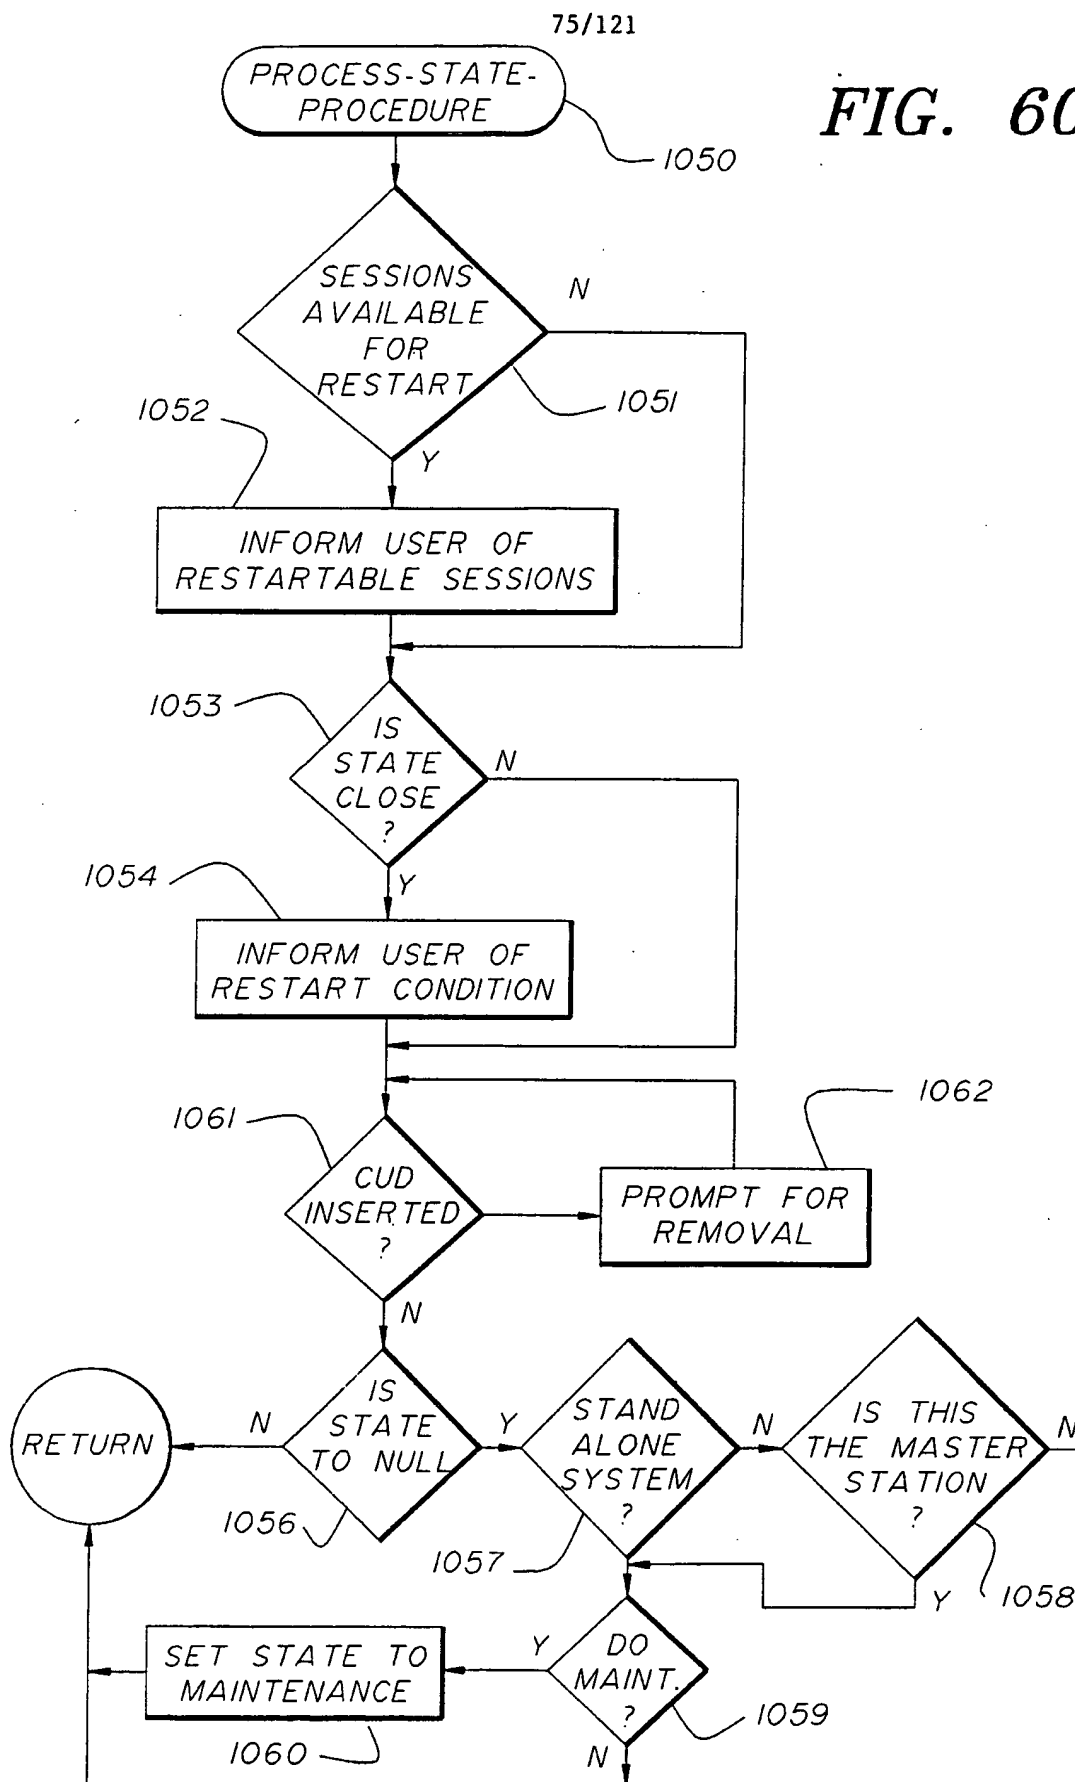 75/121
FIG. 60
PROCESS-STATE-
PROCEDURE
1050
SESSIONS
AVAILABLE
FOR
RESTART
N
1051
Y
1052
INFORM USER OF
RESTARTABLE SESSIONS
1053
IS
STATE
CLOSE
?
N
Y
1054
INFORM USER OF
RESTART CONDITION
1061
CUD
INSERTED
?
N
1062
PROMPT FOR
REMOVAL
RETURN
N
IS
STATE
TO NULL
Y
1056
STAND
ALONE
SYSTEM
?
N
1057
IS THIS
THE MASTER
STATION
?
N
Y
1058
SET STATE TO
MAINTENANCE
1060
Y
DO
MAINT.
?
1059
N